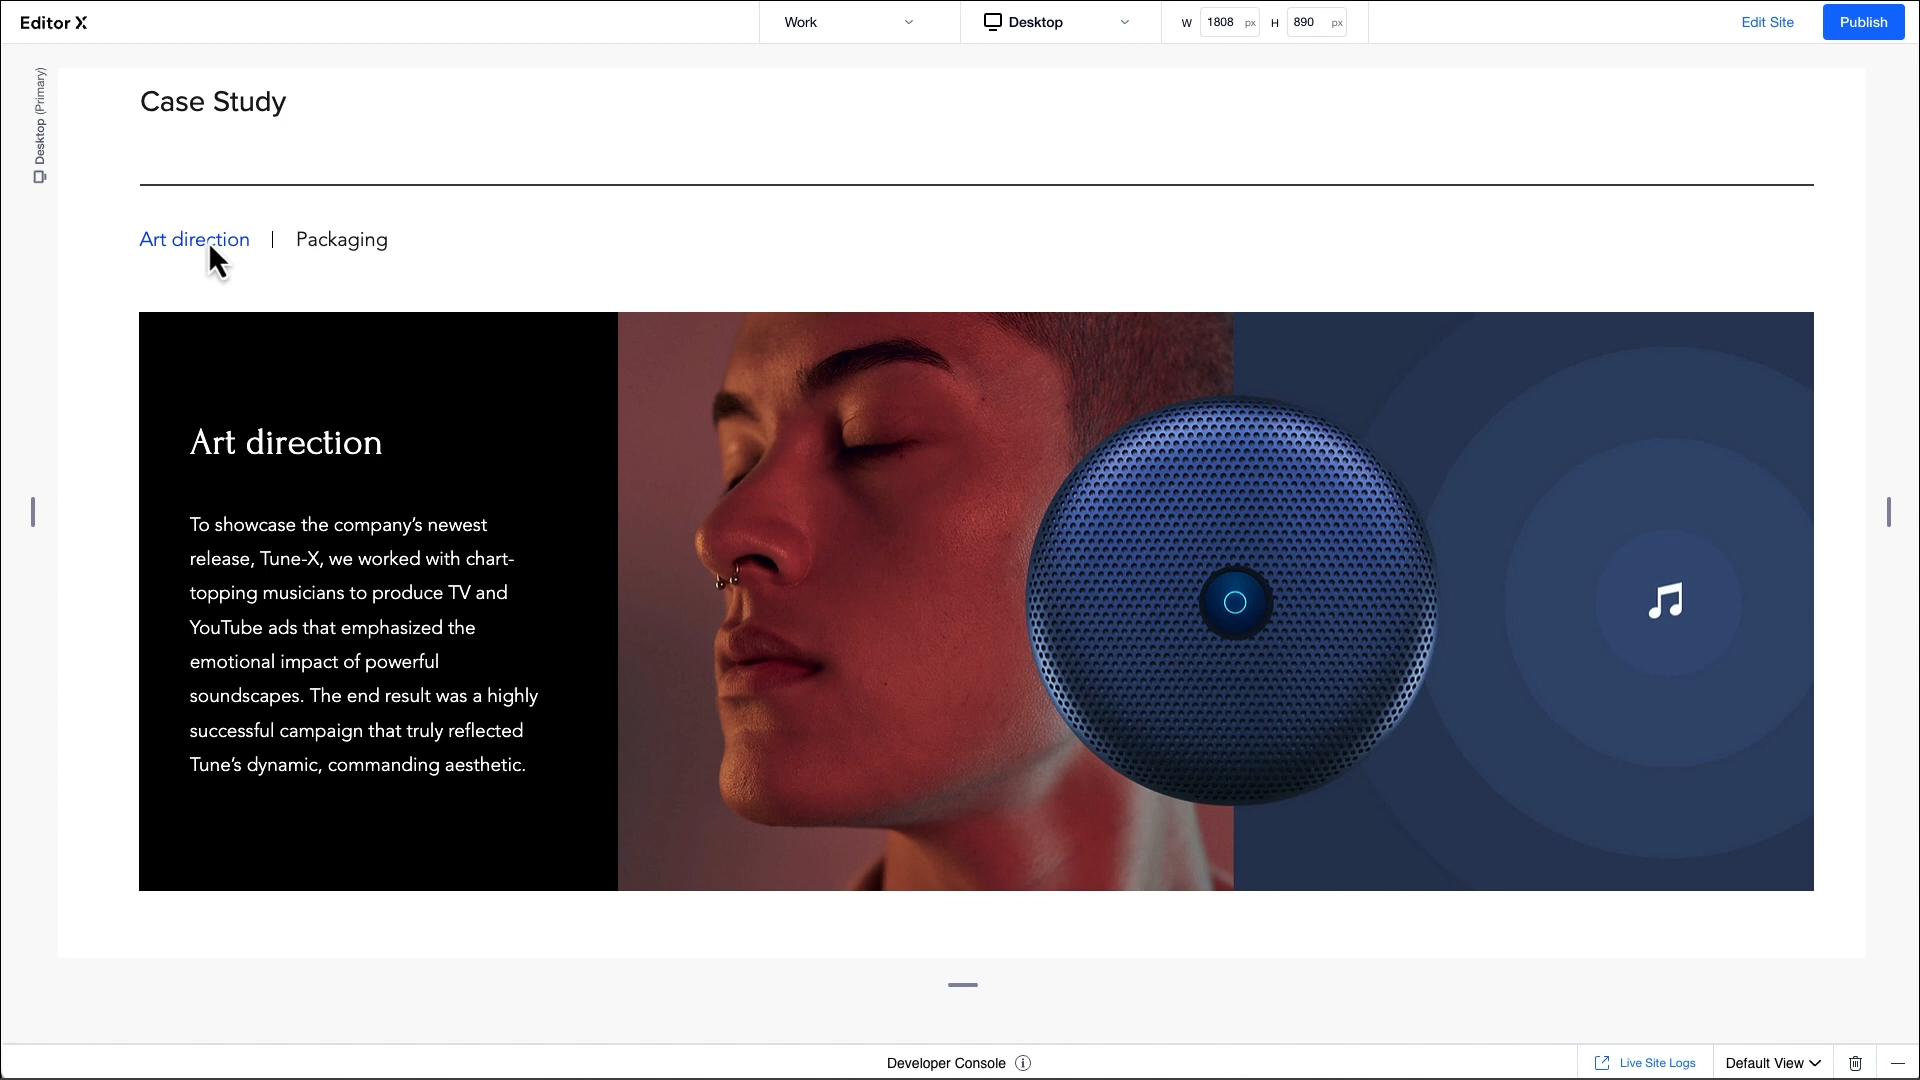 Editor X
Work
Desktop
W 1808 px H 890 px
Edit Site
Publish
Desktop (Primary)
Case Study
Art direction | Packaging
Art direction
To showcase the company’s newest
release, Tune-X, we worked with chart-
topping musicians to produce TV and
YouTube ads that emphasized the
emotional impact of powerful
soundscapes. The end result was a highly
successful campaign that truly reflected
Tune’s dynamic, commanding aesthetic.
Developer Console
Live Site Logs
Default View